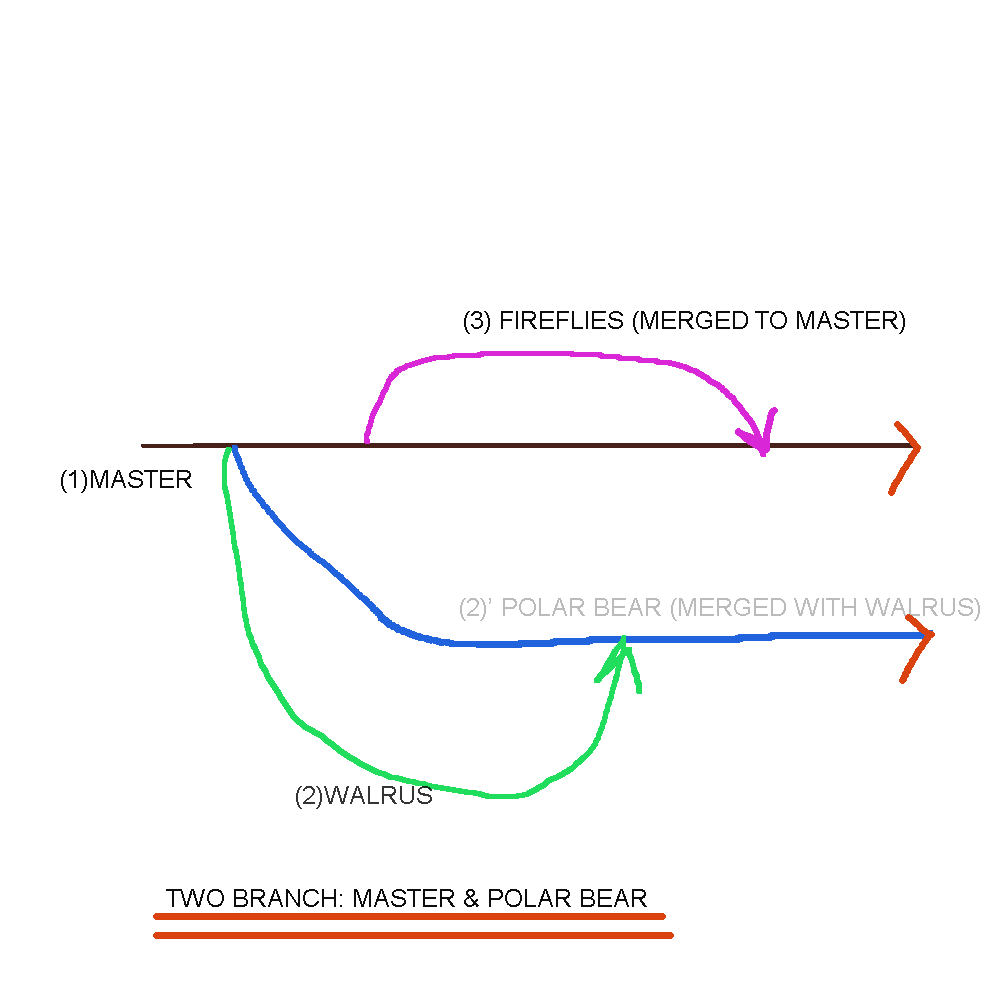 (3) FIREFLIES (MERGED TO MASTER)
(1)MASTER
(2)’ POLAR BEAR (MERGED WITH WALRUS)
(2)WALRUS
TWO BRANCH: MASTER & POLAR BEAR